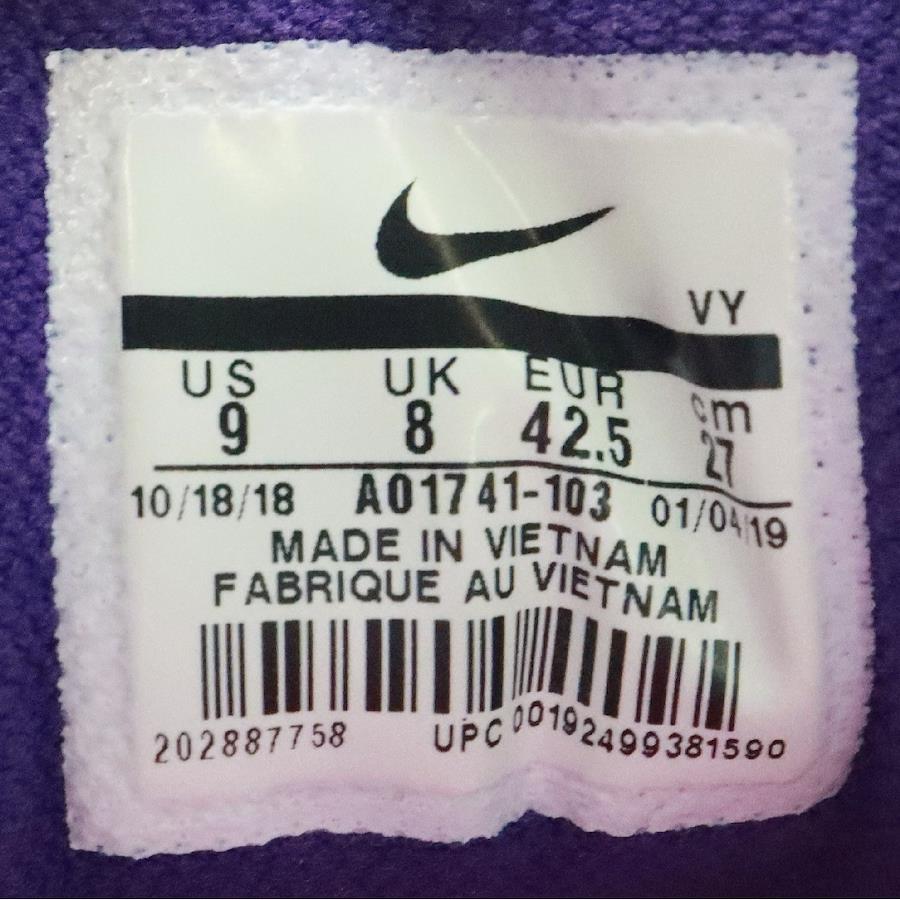 VY
US UK EUR cm
9 8 42.5 27
10/18/18 AO1741-103 01/04/19
MADE IN VIETNAM
FABRIQUE AU VIETNAM
202887758 UPC 00192499381590